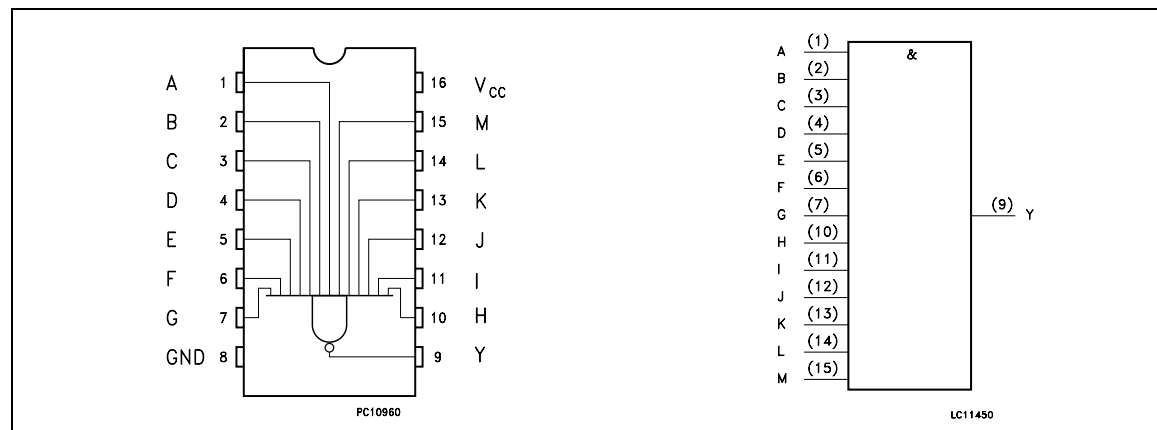 A 1 16 VCC
B 2 15 M
C 3 14 L
D 4 13 K
E 5 12 J
F 6 11 I
G 7 10 H
GND 8 9 Y
PC10960
&
A (1)
B (2)
C (3)
D (4)
E (5)
F (6)
G (7)
H (10)
I (11)
J (12)
K (13)
L (14)
M (15)
(9) Y
LC11450